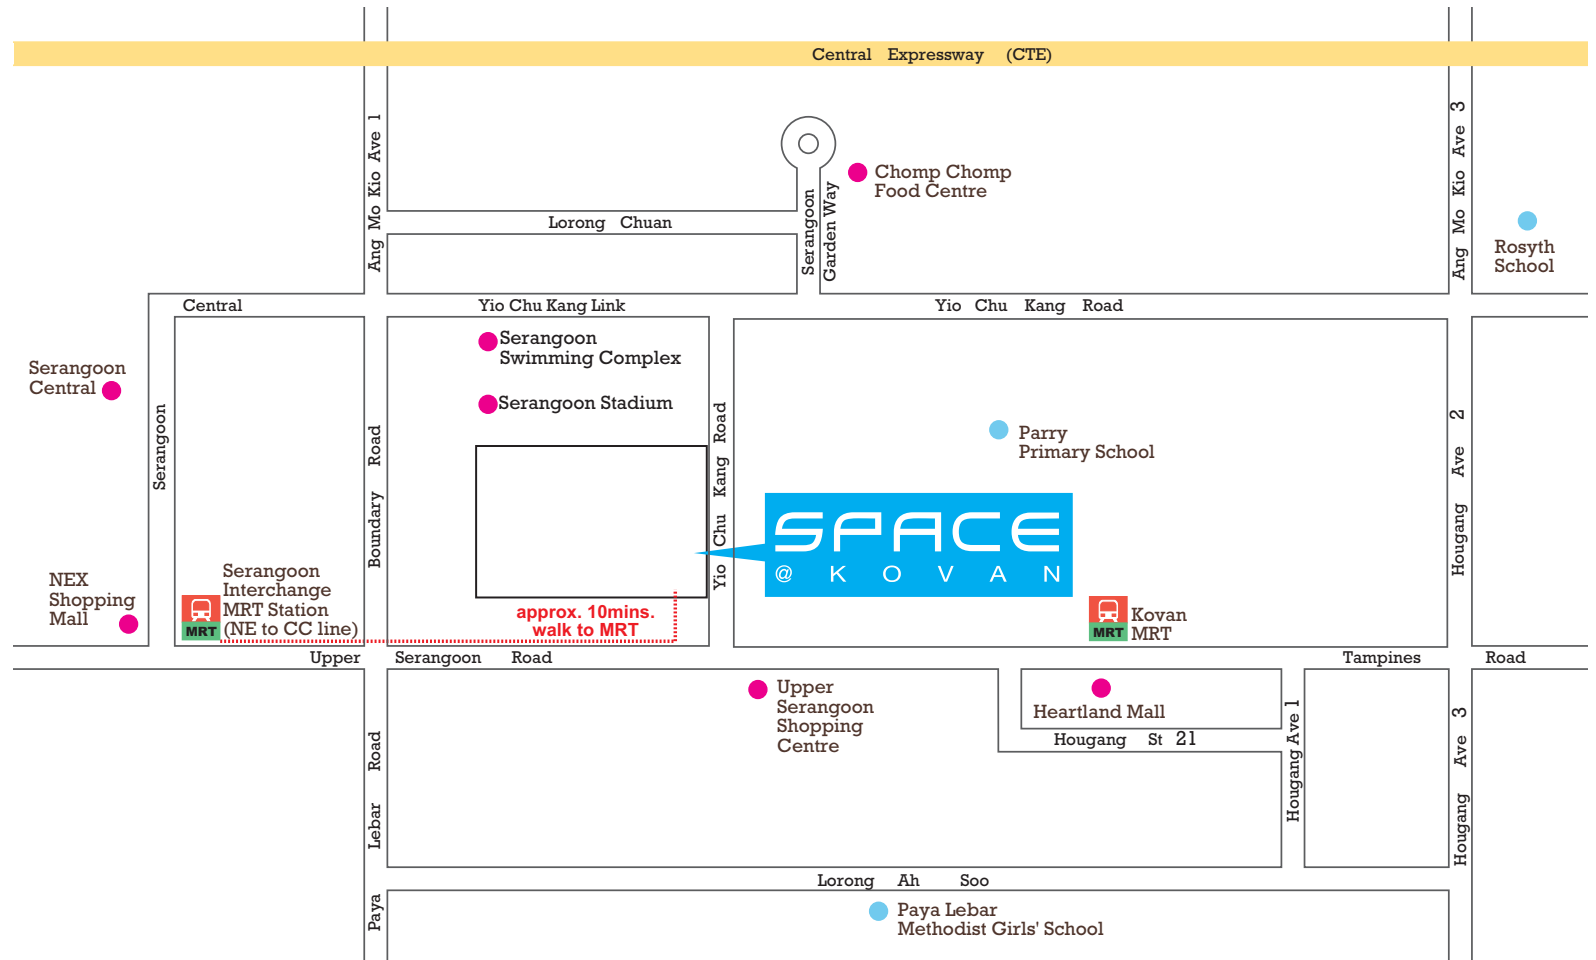 Central Expressway (CTE)
Ang Mo Kio Ave 1
Ang Mo Kio Ave 3
Chomp Chomp
Food Centre
Serangoon
Garden Way
Lorong Chuan
Rosyth
School
Central
Yio Chu Kang Link
Yio Chu Kang Road
Serangoon
Swimming Complex
Serangoon
Central
Serangoon Stadium
Serangoon
Boundary Road
Yio Chu Kang Road
Parry
Primary School
Hougang Ave 2
SPACE
@ KOVAN
NEX
Shopping
Mall
Serangoon
Interchange
MRT Station
(NE to CC line)
MRT
approx. 10mins.
walk to MRT
Kovan
MRT
MRT
Upper Serangoon Road
Tampines Road
Upper
Serangoon
Shopping
Centre
Heartland Mall
Hougang St 21
Hougang Ave 1
Hougang Ave 3
Paya Lebar Road
Lorong Ah Soo
Paya Lebar
Methodist Girls' School